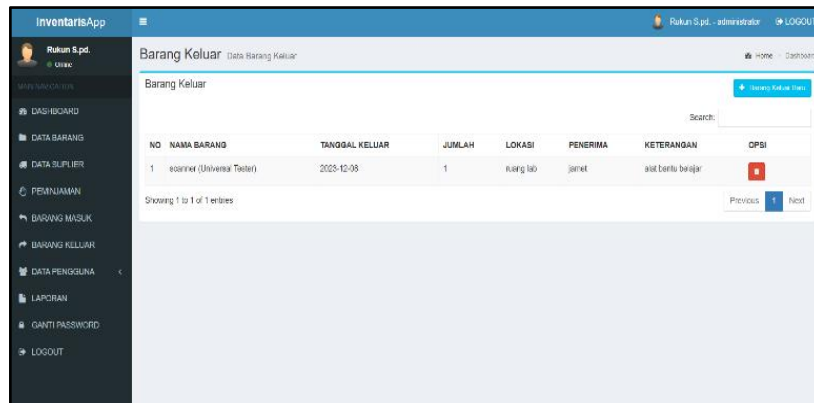 InventarisApp
Rukun S.pd. - administrator LOGOUT
Rukun S.pd.
Online
MAIN NAVIGATION
DASHBOARD
DATA BARANG
DATA SUPLIER
PEMINJAMAN
BARANG MASUK
BARANG KELUAR
DATA PENGGUNA
LAPORAN
GANTI PASSWORD
LOGOUT
Barang Keluar Data Barang Keluar
Home Dashboard
Barang Keluar
Barang Keluar Baru
Search:
NO NAMA BARANG TANGGAL KELUAR JUMLAH LOKASI PENERIMA KETERANGAN OPSI
1 scanner (Universal Tester) 2023-12-08 1 ruang lab jamet alat bantu belajar
Showing 1 to 1 of 1 entries
Previous 1 Next